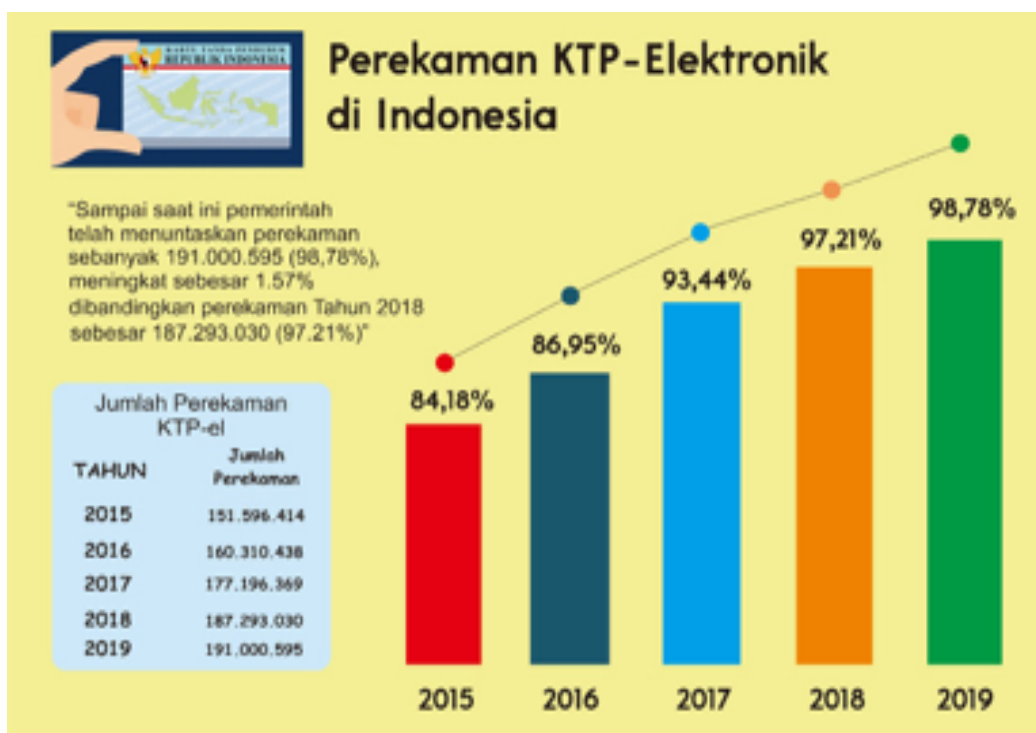 KARTU TANDA PENDUDUK
REPUBLIK INDONESIA
Perekaman KTP-Elektronik
di Indonesia
"Sampai saat ini pemerintah
telah menuntaskan perekaman
sebanyak 191.000.595 (98,78%),
meningkat sebesar 1.57%
dibandingkan perekaman Tahun 2018
sebesar 187.293.030 (97.21%)"
Jumlah Perekaman
KTP-el
TAHUN Jumlah Perekaman
2015 151.596.414
2016 160.310.438
2017 177.196.369
2018 187.293.030
2019 191.000.595
84,18%
86,95%
93,44%
97,21%
98,78%
2015 2016 2017 2018 2019